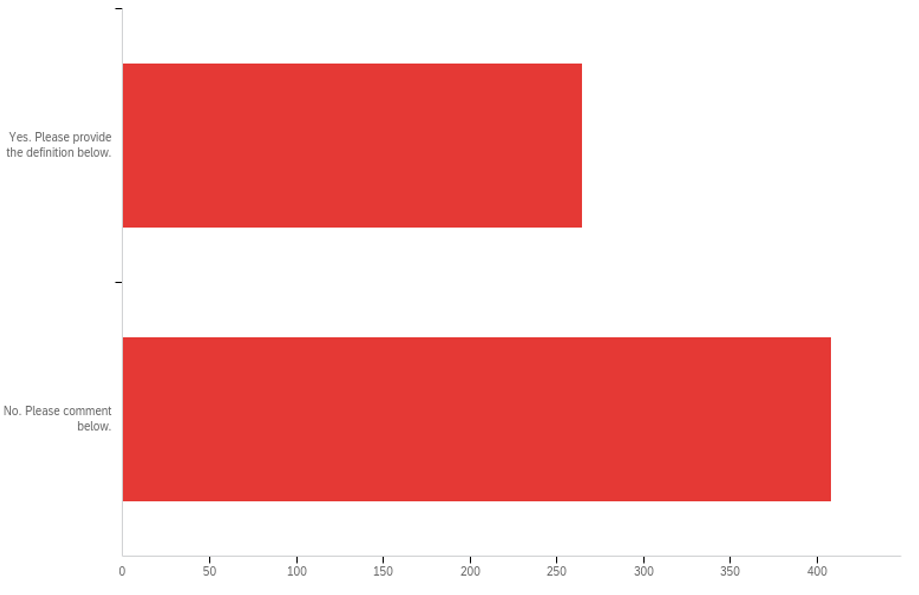 Yes. Please provide
the definition below.
No. Please comment
below.
0 50 100 150 200 250 300 350 400